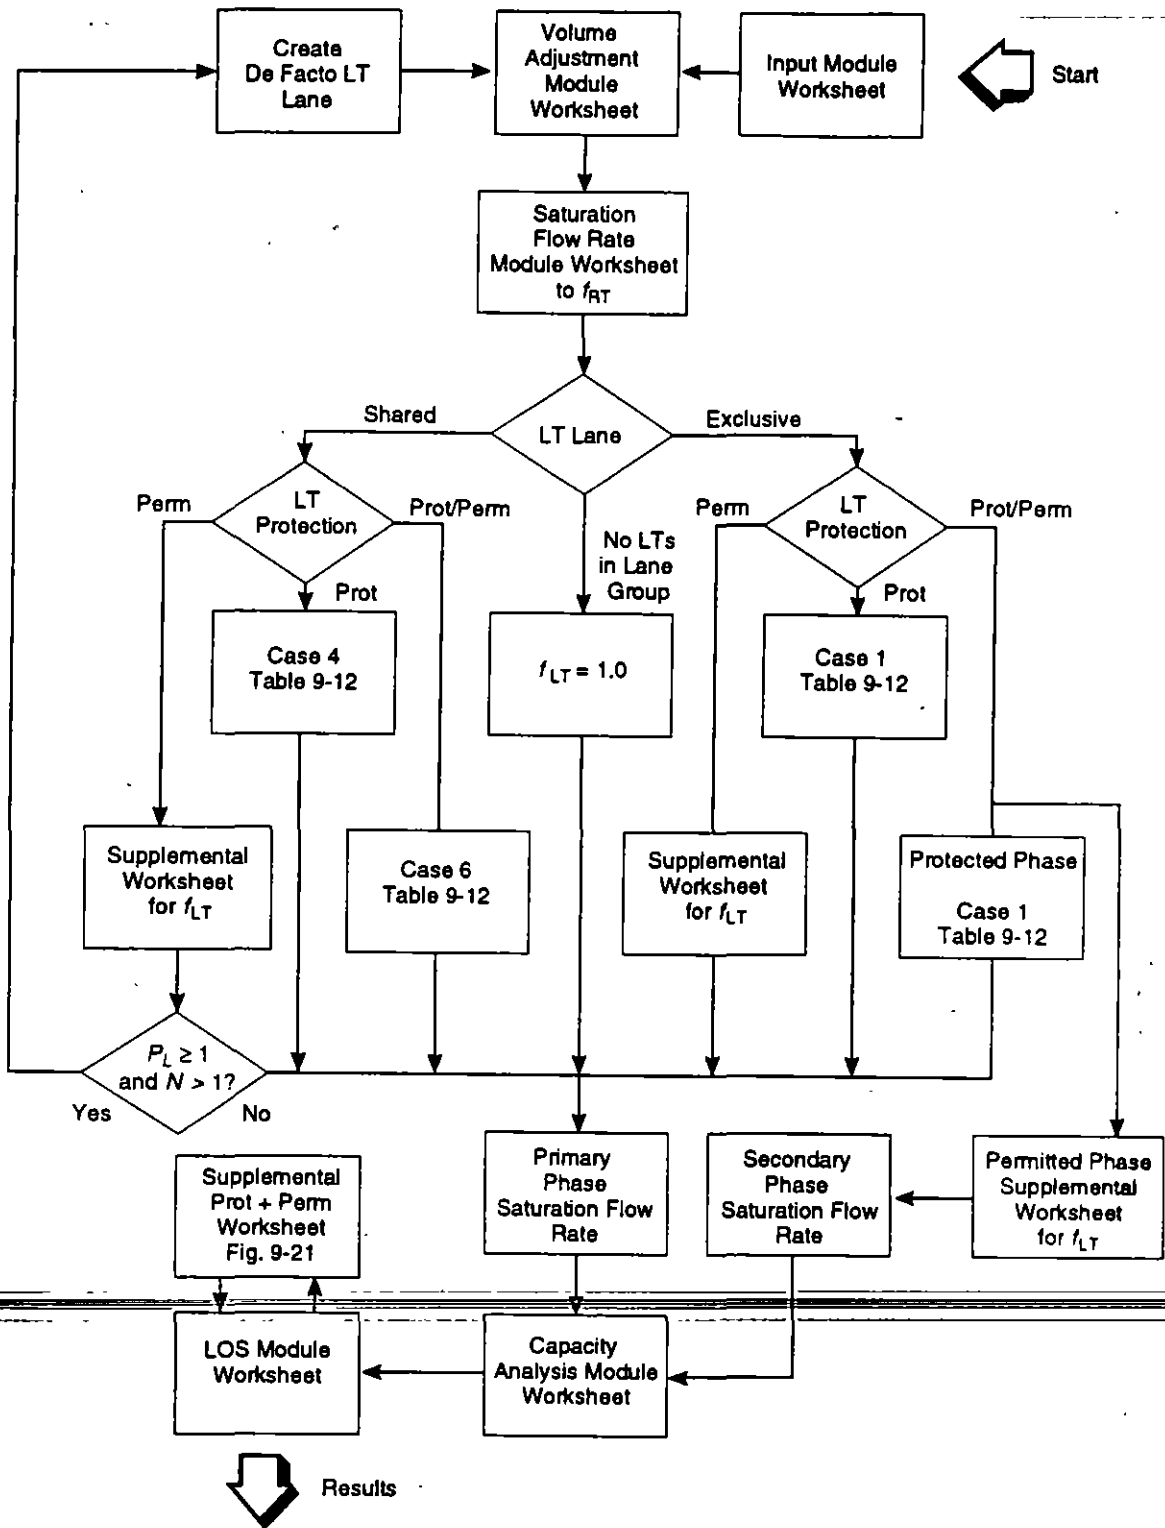 Create
De Facto LT
Lane
Volume
Adjustment
Module
Worksheet
Input Module
Worksheet
Start
Saturation
Flow Rate
Module Worksheet
to fRT
Shared
LT Lane
Exclusive
Perm
LT
Protection
Prot/Perm
Prot
No LTs
in Lane
Group
Perm
LT
Protection
Prot/Perm
Prot
Case 4
Table 9-12
fLT = 1.0
Case 1
Table 9-12
Supplemental
Worksheet
for fLT
Case 6
Table 9-12
Supplemental
Worksheet
for fLT
Protected Phase
Case 1
Table 9-12
PL ≥ 1
and N > 1?
Yes
No
Supplemental
Prot + Perm
Worksheet
Fig. 9-21
Primary
Phase
Saturation Flow
Rate
Secondary
Phase
Saturation Flow
Rate
Permitted Phase
Supplemental
Worksheet
for fLT
LOS Module
Worksheet
Capacity
Analysis Module
Worksheet
Results